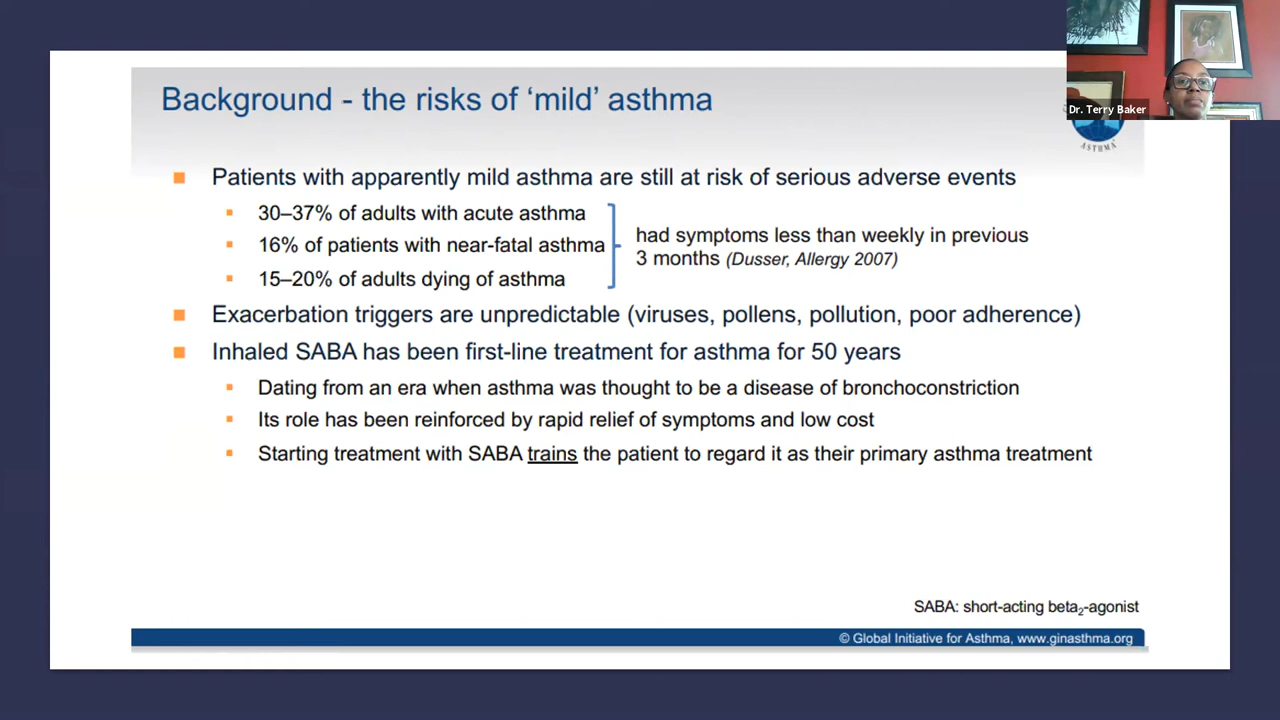 Background - the risks of ‘mild’ asthma
Dr. Terry Baker
ASTHMA
Patients with apparently mild asthma are still at risk of serious adverse events
30–37% of adults with acute asthma
16% of patients with near-fatal asthma
15–20% of adults dying of asthma
had symptoms less than weekly in previous
3 months (Dusser, Allergy 2007)
Exacerbation triggers are unpredictable (viruses, pollens, pollution, poor adherence)
Inhaled SABA has been first-line treatment for asthma for 50 years
Dating from an era when asthma was thought to be a disease of bronchoconstriction
Its role has been reinforced by rapid relief of symptoms and low cost
Starting treatment with SABA trains the patient to regard it as their primary asthma treatment
SABA: short-acting beta₂-agonist
© Global Initiative for Asthma, www.ginasthma.org